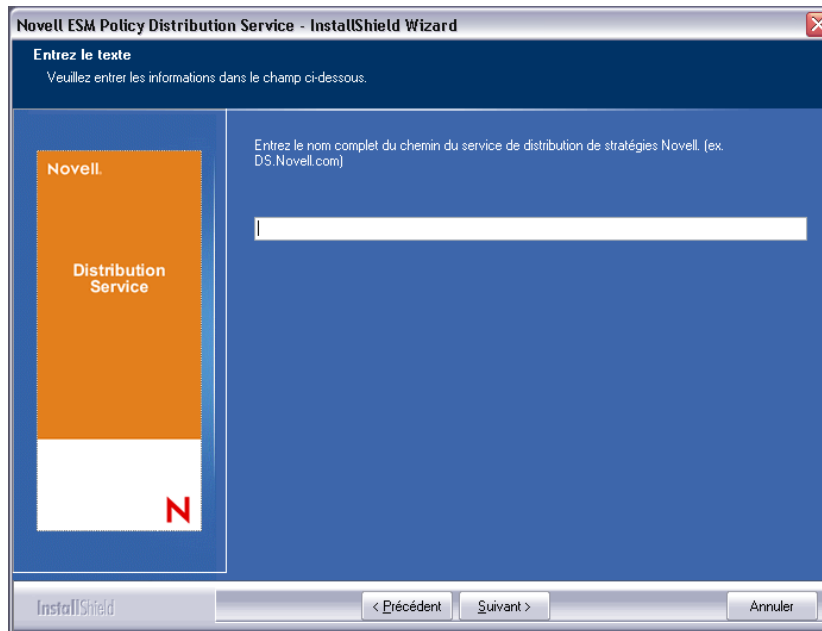 Novell ESM Policy Distribution Service - InstallShield Wizard
Entrez le texte
Veuillez entrer les informations dans le champ ci-dessous.
Novell.
Distribution
Service
N
Entrez le nom complet du chemin du service de distribution de stratégies Novell. (ex.
DS.Novell.com)
InstallShield
< Précédent
Suivant >
Annuler